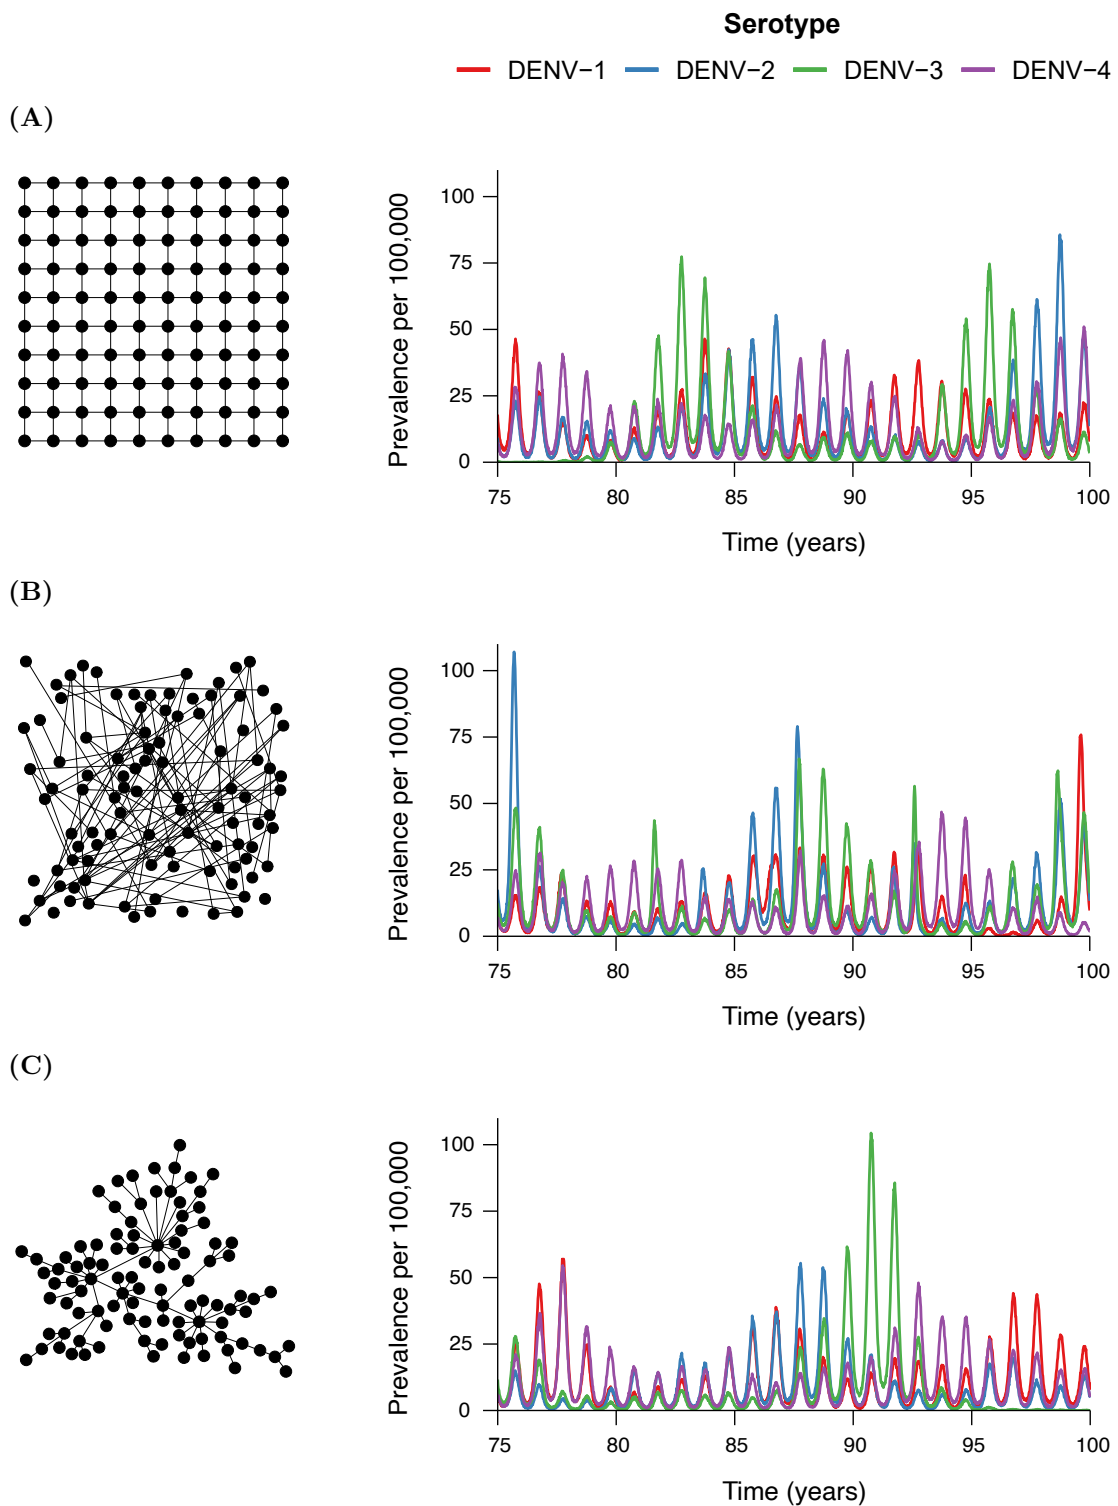 Serotype
DENV−1 DENV−2 DENV−3 DENV−4
(A)
Prevalence per 100,000
100
75
50
25
0
75 80 85 90 95 100
Time (years)
(B)
Prevalence per 100,000
100
75
50
25
0
75 80 85 90 95 100
Time (years)
(C)
Prevalence per 100,000
100
75
50
25
0
75 80 85 90 95 100
Time (years)